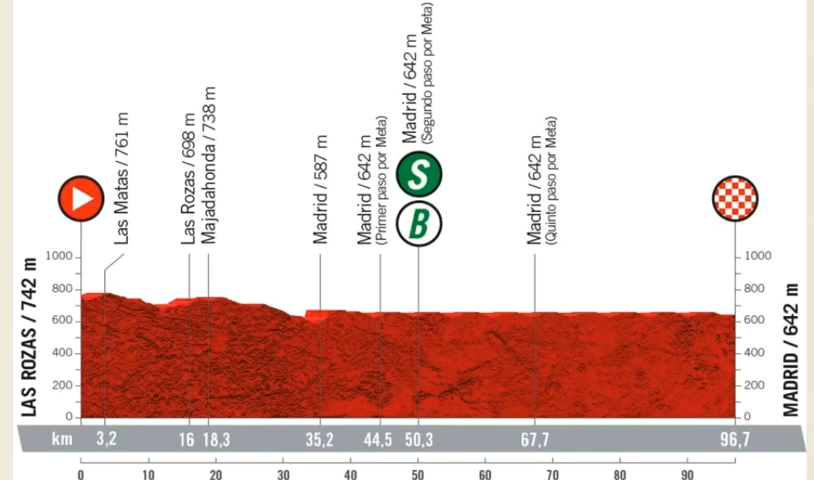 Las Matas / 761 m
Las Rozas / 698 m
Majadahonda / 738 m
Madrid / 587 m
Madrid / 642 m
(Primer paso por Meta)
Madrid / 642 m
(Segundo paso por Meta)
S
B
Madrid / 642 m
(Quinto paso por Meta)
LAS ROZAS / 742 m
1000
800
600
400
200
0
1000
800
600
400
200
0
MADRID / 642 m
km 3,2 16 18,3 35,2 44,5 50,3 67,7 96,7
0 10 20 30 40 50 60 70 80 90